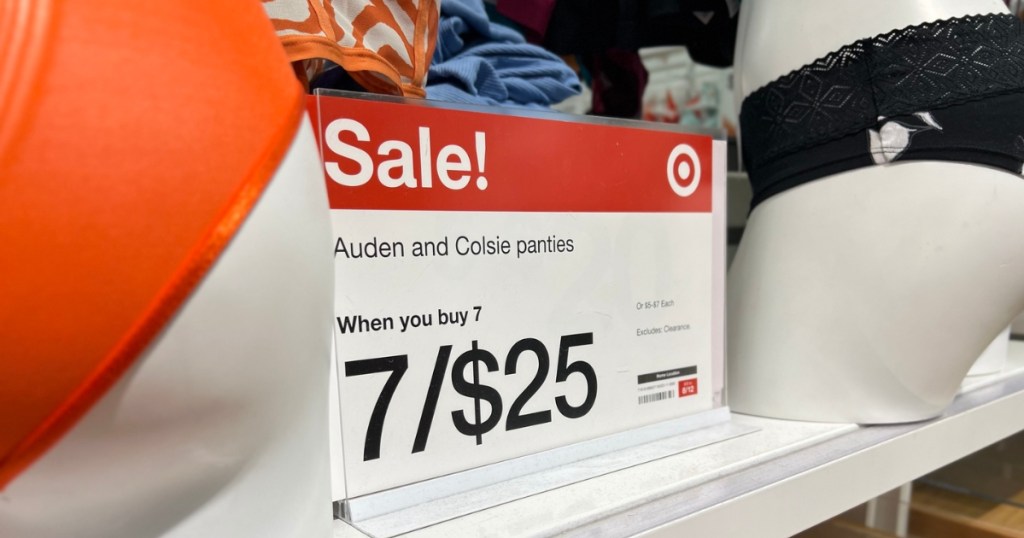 Sale!
Auden and Colsie panties
When you buy 7
7/$25
Or $5-$7 Each
Excludes: Clearance.